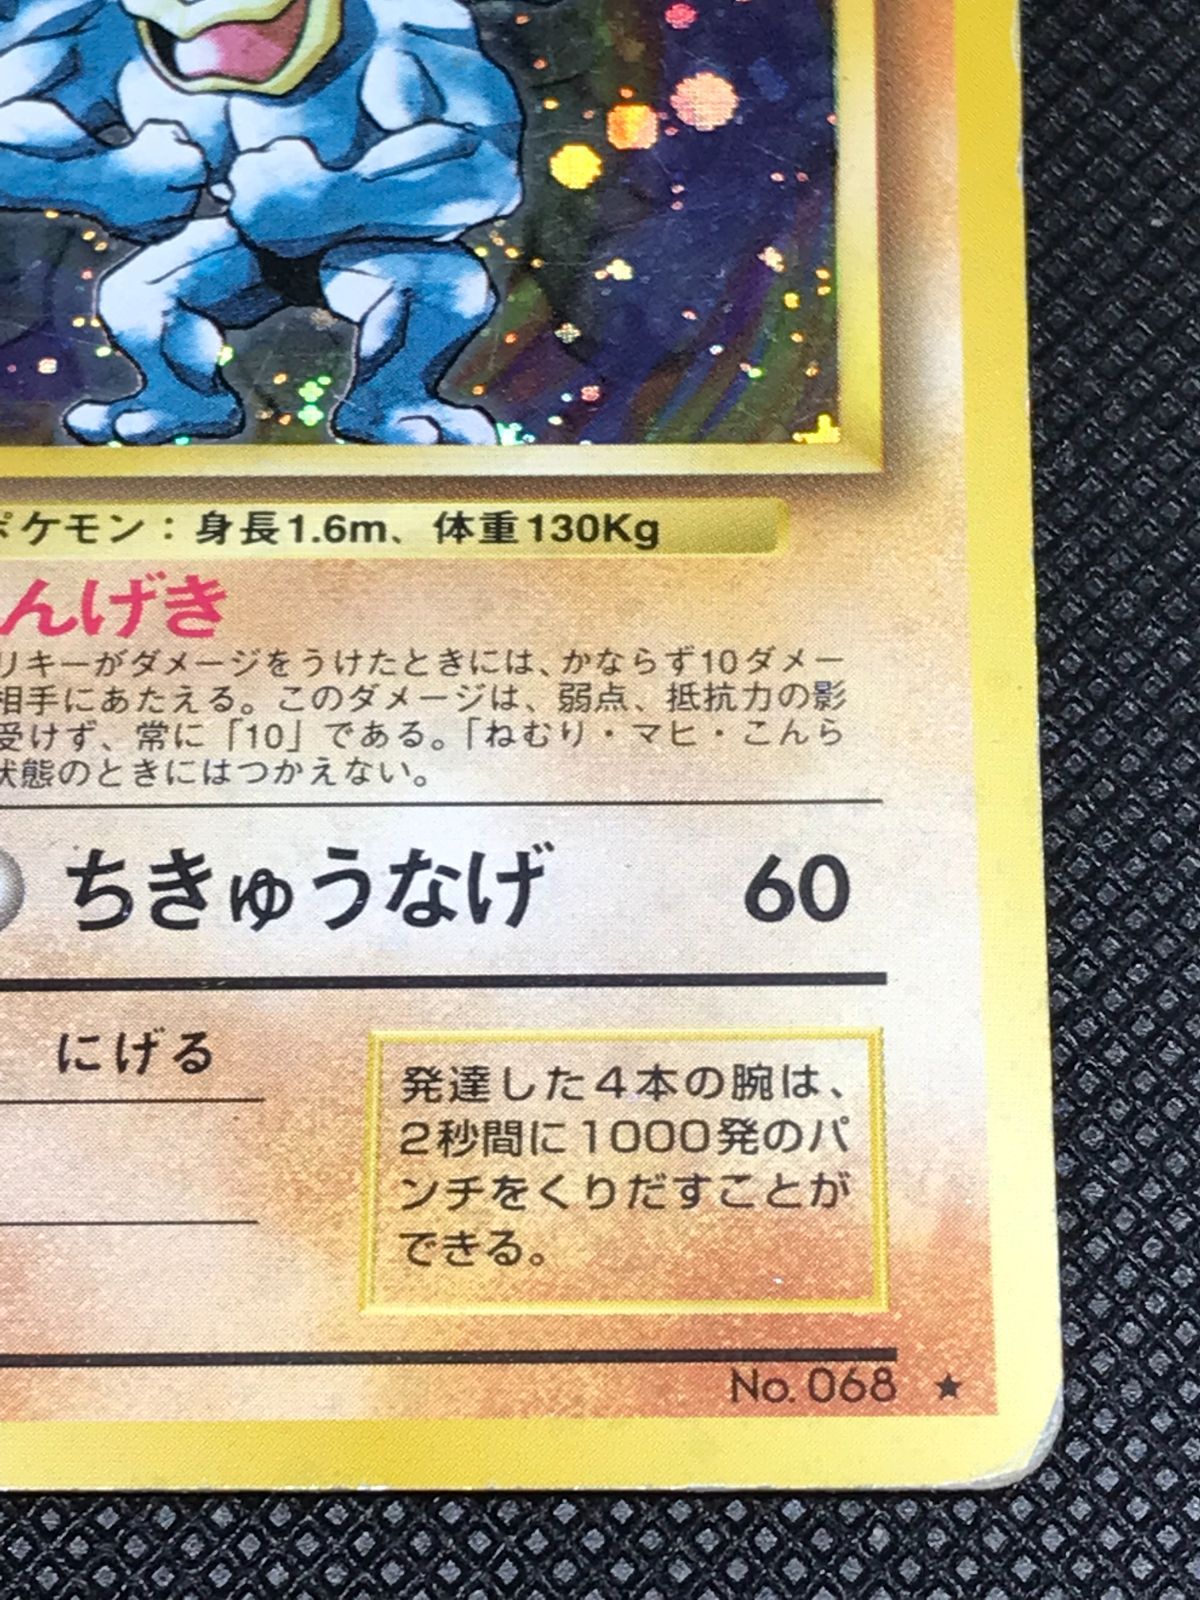 ポケモン：身長1.6m、体重130Kg
んげき
リキーがダメージをうけたときには、かならず10ダメー
相手にあたえる。このダメージは、弱点、抵抗力の影
受けず、常に「10」である。「ねむり・マヒ・こんら
状態のときにはつかえない。
ちきゅうなげ 60
にげる
発達した4本の腕は、
2秒間に1000発のパ
ンチをくりだすことが
できる。
No. 068 ★